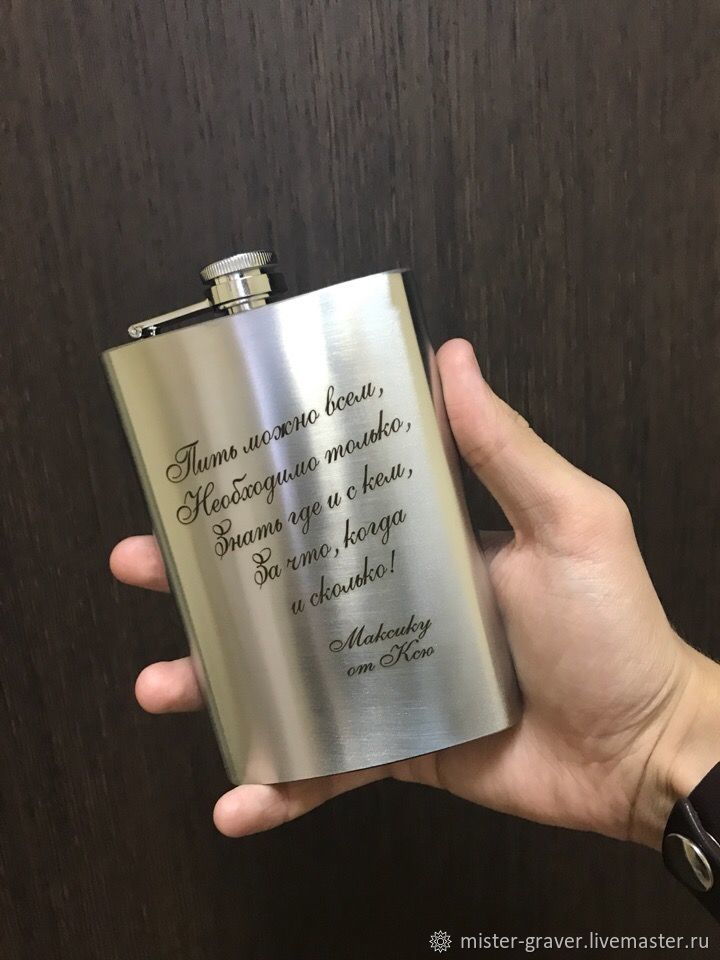 Пить можно всем,
Необходимо только,
Знать где и с кем,
За что, когда
и сколько!
Максику
от Ксю
mister-graver.livemaster.ru